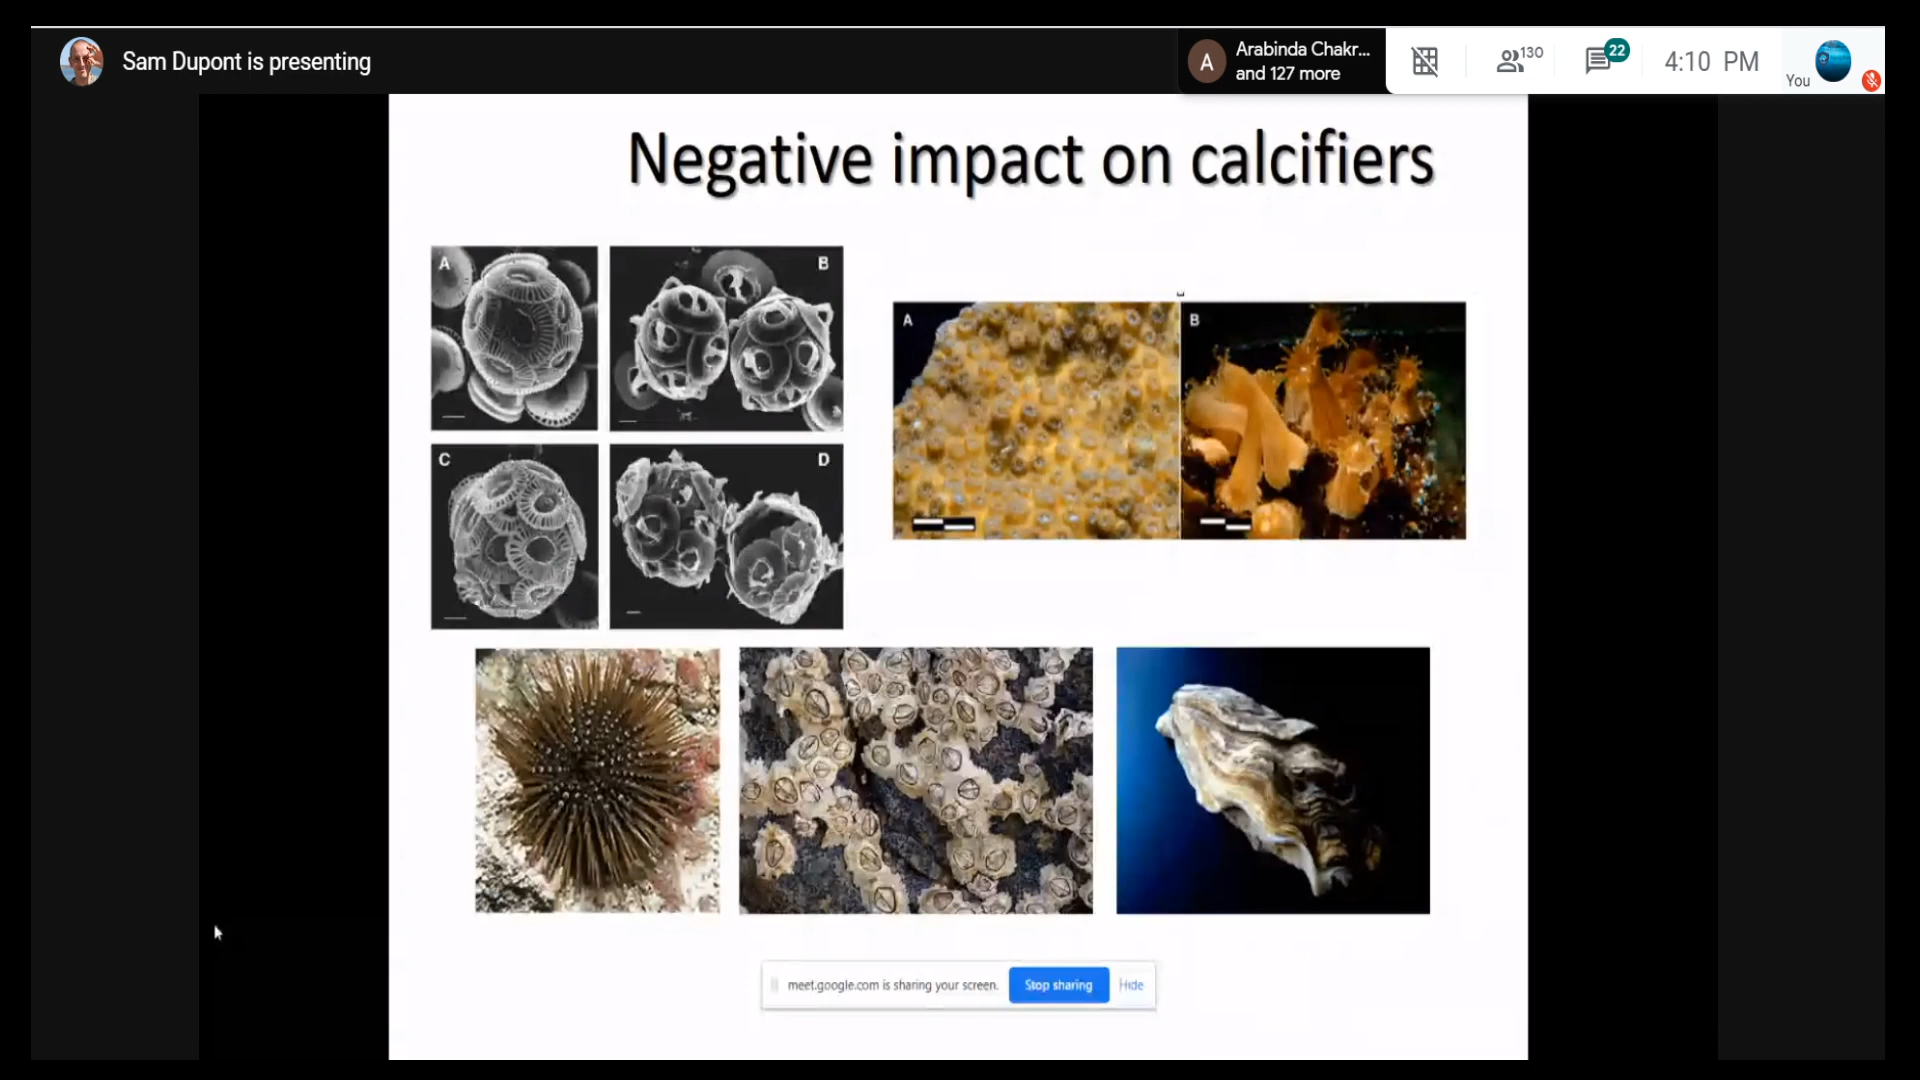 Sam Dupont is presenting
A
Arabinda Chakr...
and 127 more
130
22
4:10 PM
You
Negative impact on calcifiers
A
B
A
B
C
D
meet.google.com is sharing your screen.
Stop sharing
Hide